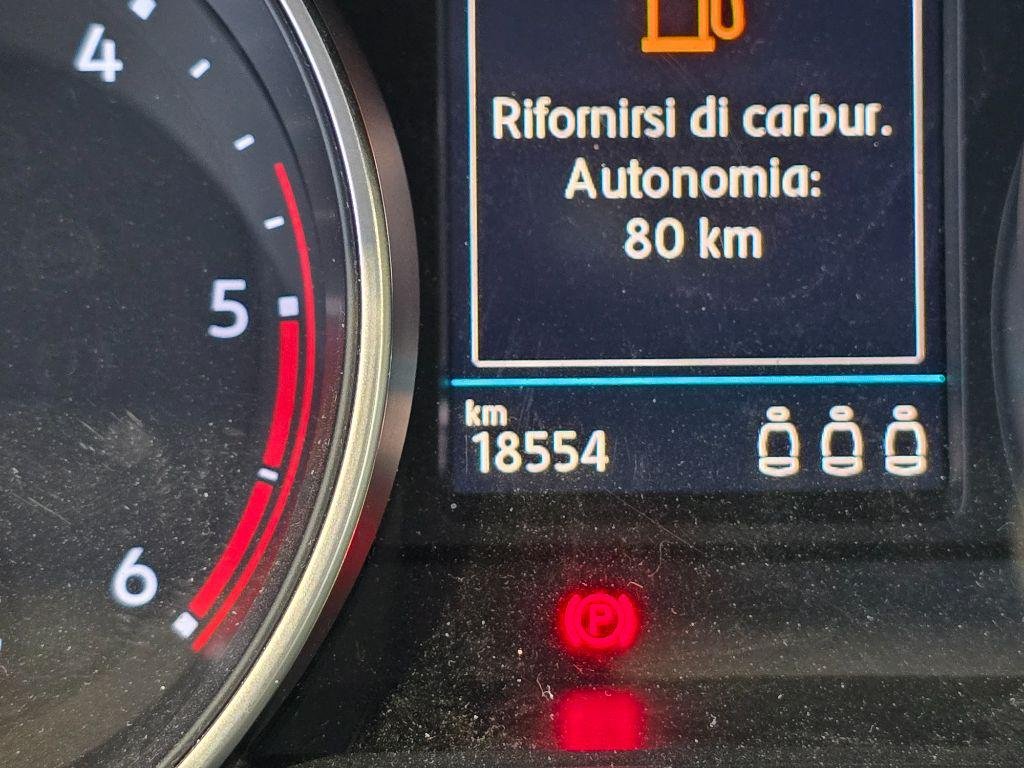 4
5
6
Rifornirsi di carbur.
Autonomia:
80 km
km
18554
P